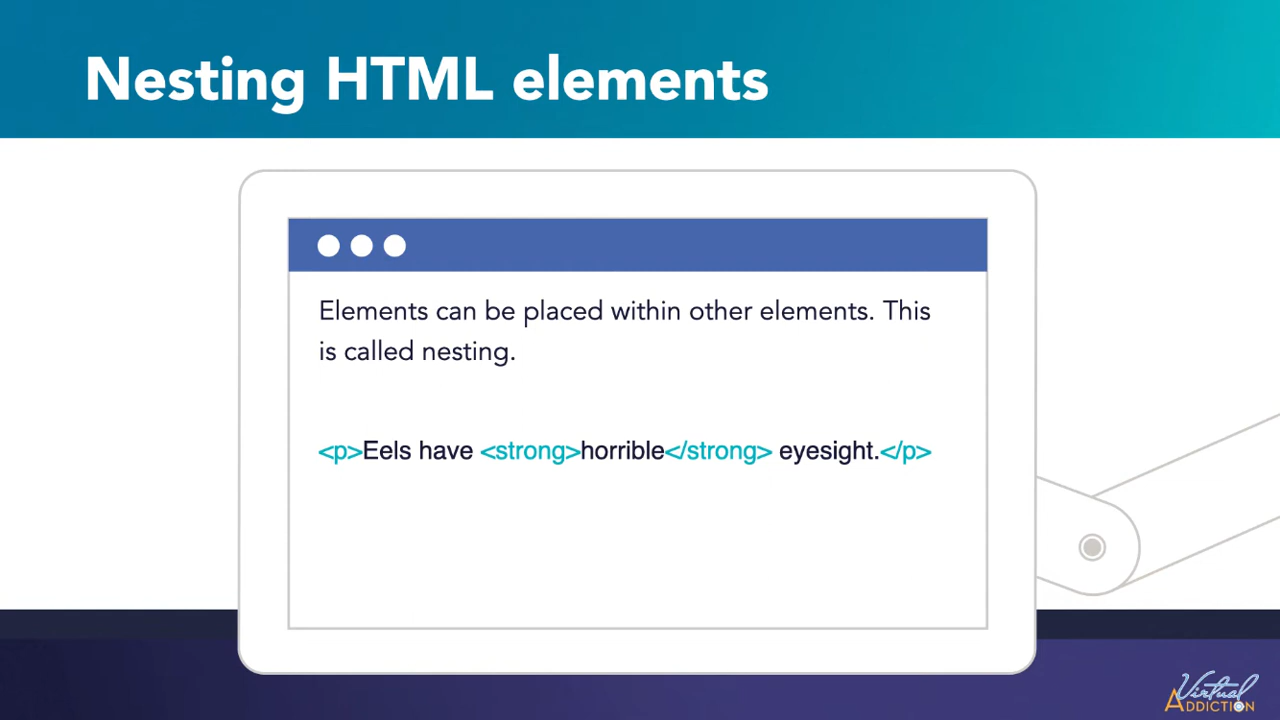 Nesting HTML elements
Elements can be placed within other elements. This
is called nesting.
<p>Eels have <strong>horrible</strong> eyesight.</p>
Virtual
ADDICTION